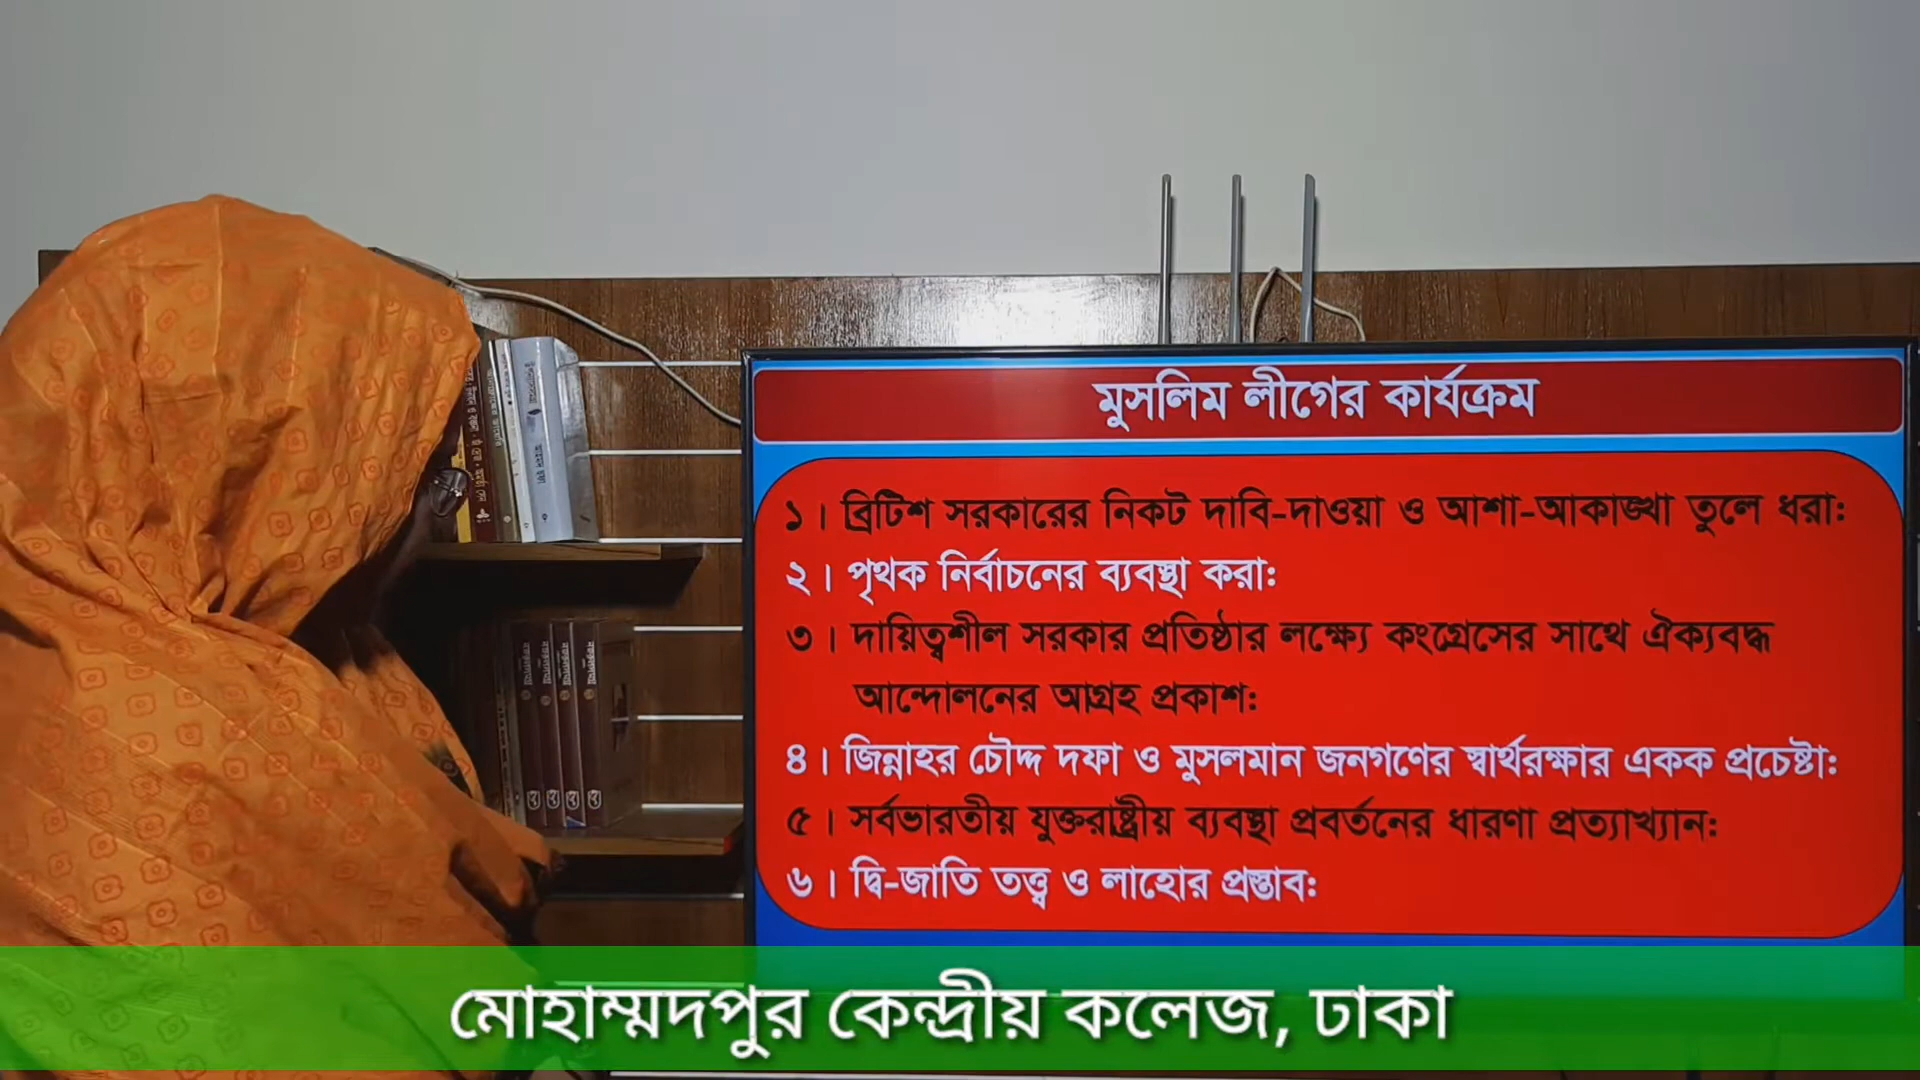 মুসলিম লীগের কার্যক্রম
১। ব্রিটিশ সরকারের নিকট দাবি-দাওয়া ও আশা-আকাঙ্খা তুলে ধরা:
২। পৃথক নির্বাচনের ব্যবস্থা করা:
৩। দায়িত্বশীল সরকার প্রতিষ্ঠার লক্ষ্যে কংগ্রেসের সাথে ঐক্যবদ্ধ
আন্দোলনের আগ্রহ প্রকাশ:
৪। জিন্নাহর চৌদ্দ দফা ও মুসলমান জনগণের স্বার্থরক্ষার একক প্রচেষ্টা:
৫। সর্বভারতীয় যুক্তরাষ্ট্রীয় ব্যবস্থা প্রবর্তনের ধারণা প্রত্যাখ্যান:
৬। দ্বি-জাতি তত্ত্ব ও লাহোর প্রস্তাব:
মোহাম্মদপুর কেন্দ্রীয় কলেজ, ঢাকা